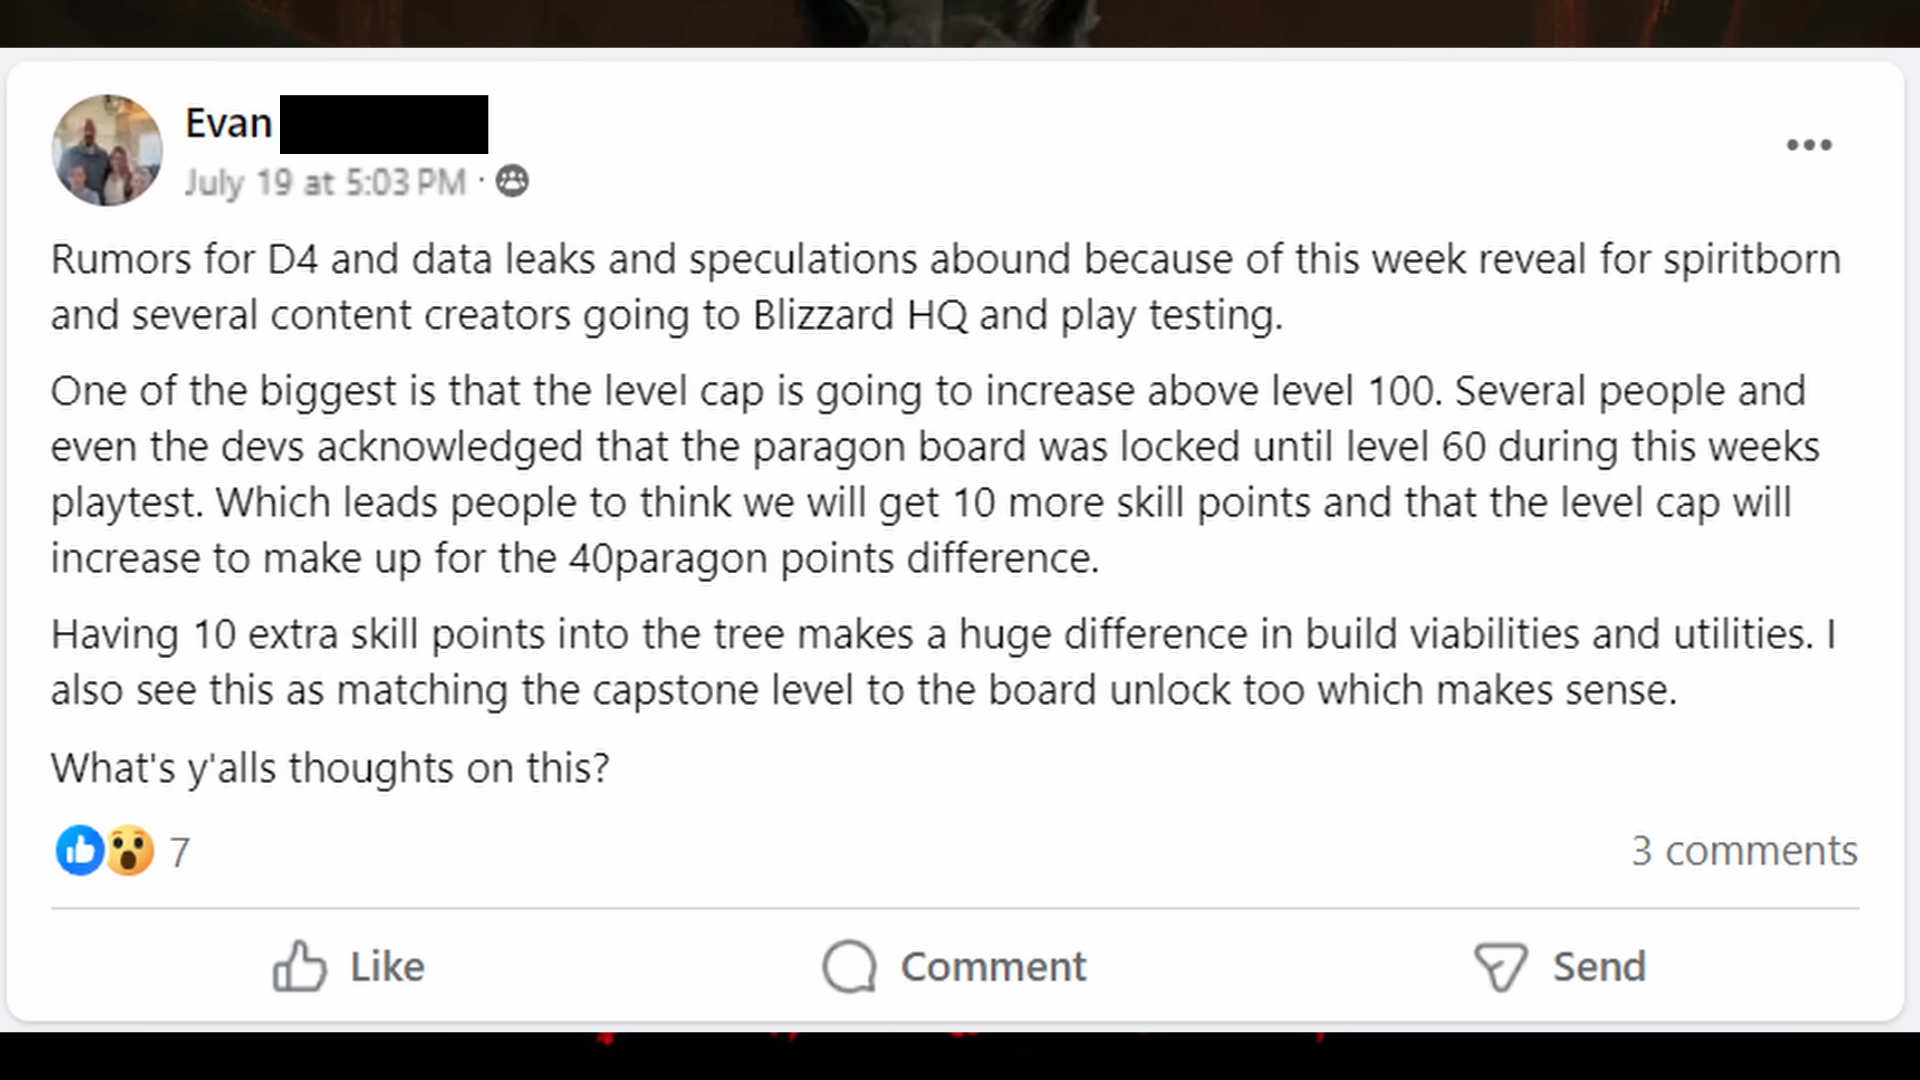 Evan
July 19 at 5:03 PM ·
Rumors for D4 and data leaks and speculations abound because of this week reveal for spiritborn
and several content creators going to Blizzard HQ and play testing.
One of the biggest is that the level cap is going to increase above level 100. Several people and
even the devs acknowledged that the paragon board was locked until level 60 during this weeks
playtest. Which leads people to think we will get 10 more skill points and that the level cap will
increase to make up for the 40paragon points difference.
Having 10 extra skill points into the tree makes a huge difference in build viabilities and utilities. I
also see this as matching the capstone level to the board unlock too which makes sense.
What's y'alls thoughts on this?
7 3 comments
Like Comment Send